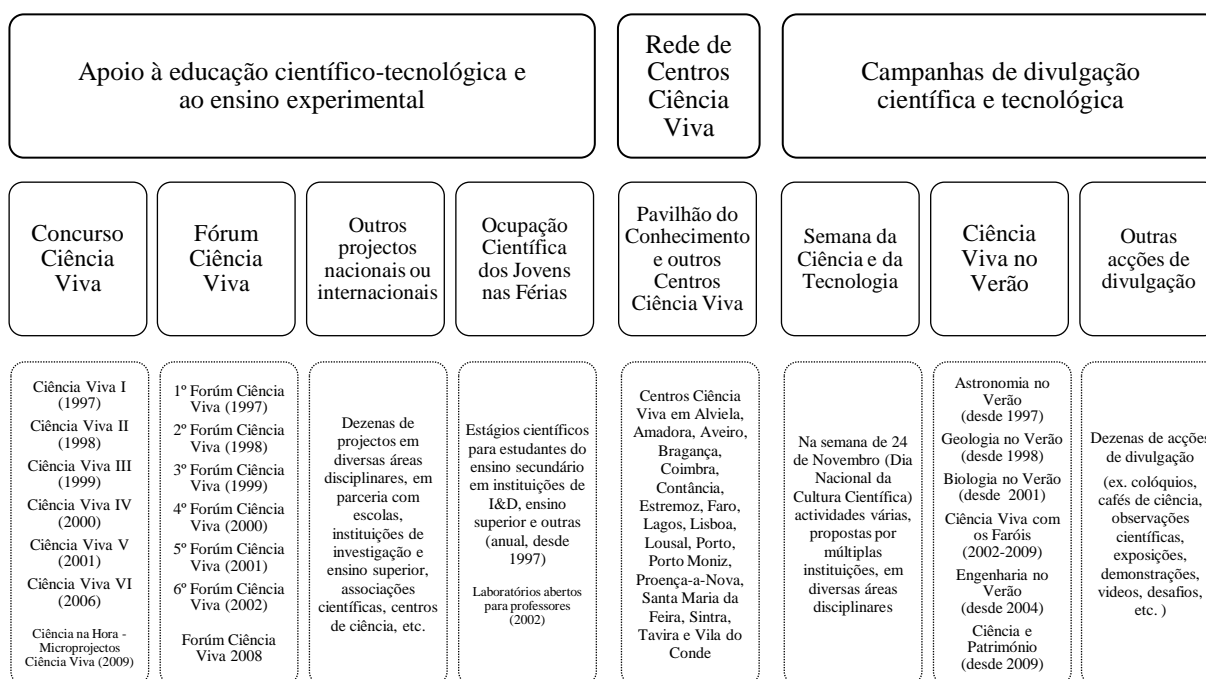 Apoio à educação científico-tecnológica e
ao ensino experimental
Rede de
Centros
Ciência
Viva
Campanhas de divulgação
científica e tecnológica
Concurso
Ciência
Viva
Fórum
Ciência
Viva
Outros
projectos
nacionais ou
internacionais
Ocupação
Científica
dos Jovens
nas Férias
Pavilhão do
Conhecimento
e outros
Centros
Ciência Viva
Semana da
Ciência e da
Tecnologia
Ciência
Viva no
Verão
Outras
acções de
divulgação
Ciência Viva I
(1997)
Ciência Viva II
(1998)
Ciência Viva III
(1999)
Ciência Viva IV
(2000)
Ciência Viva V
(2001)
Ciência Viva VI
(2006)
Ciência na Hora -
Microprojectos
Ciência Viva (2009)
1º Forúm Ciência
Viva (1997)
2º Forúm Ciência
Viva (1998)
3º Forúm Ciência
Viva (1999)
4º Forúm Ciência
Viva (2000)
5º Forúm Ciência
Viva (2001)
6º Forúm Ciência
Viva (2002)
Forúm Ciência
Viva 2008
Dezenas de
projectos em
diversas áreas
disciplinares, em
parceria com
escolas,
instituições de
investigação e
ensino superior,
associações
científicas, centros
de ciência, etc.
Estágios científicos
para estudantes do
ensino secundário
em instituições de
I&D, ensino
superior e outras
(anual, desde
1997)
Laboratórios abertos
para professores
(2002)
Centros Ciência
Viva em Alviela,
Amadora, Aveiro,
Bragança,
Coimbra,
Contância,
Estremoz, Faro,
Lagos, Lisboa,
Lousal, Porto,
Porto Moniz,
Proença-a-Nova,
Santa Maria da
Feira, Sintra,
Tavira e Vila do
Conde
Na semana de 24
de Novembro (Dia
Nacional da
Cultura Científica)
actividades várias,
propostas por
múltiplas
instituições, em
diversas áreas
disciplinares
Astronomia no
Verão
(desde 1997)
Geologia no Verão
(desde 1998)
Biologia no Verão
(desde 2001)
Ciência Viva com
os Faróis
(2002-2009)
Engenharia no
Verão
(desde 2004)
Ciência e
Património
(desde 2009)
Dezenas de acções
de divulgação
(ex. colóquios,
cafés de ciência,
observações
científicas,
exposições,
demonstrações,
videos, desafios,
etc. )